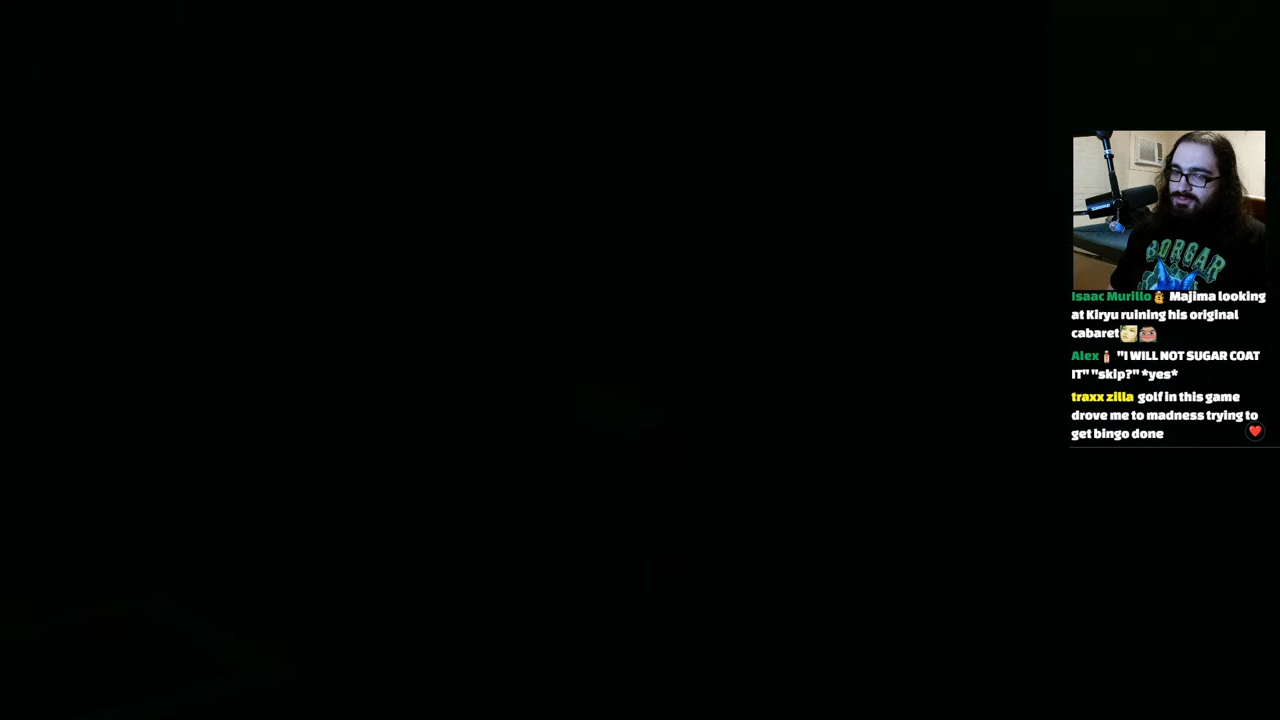 BORGAR
Isaac Murillo Majima looking
at Kiryu ruining his original
cabaret
Alex "I WILL NOT SUGAR COAT
IT" "skip?" *yes*
traxx zilla golf in this game
drove me to madness trying to
get bingo done